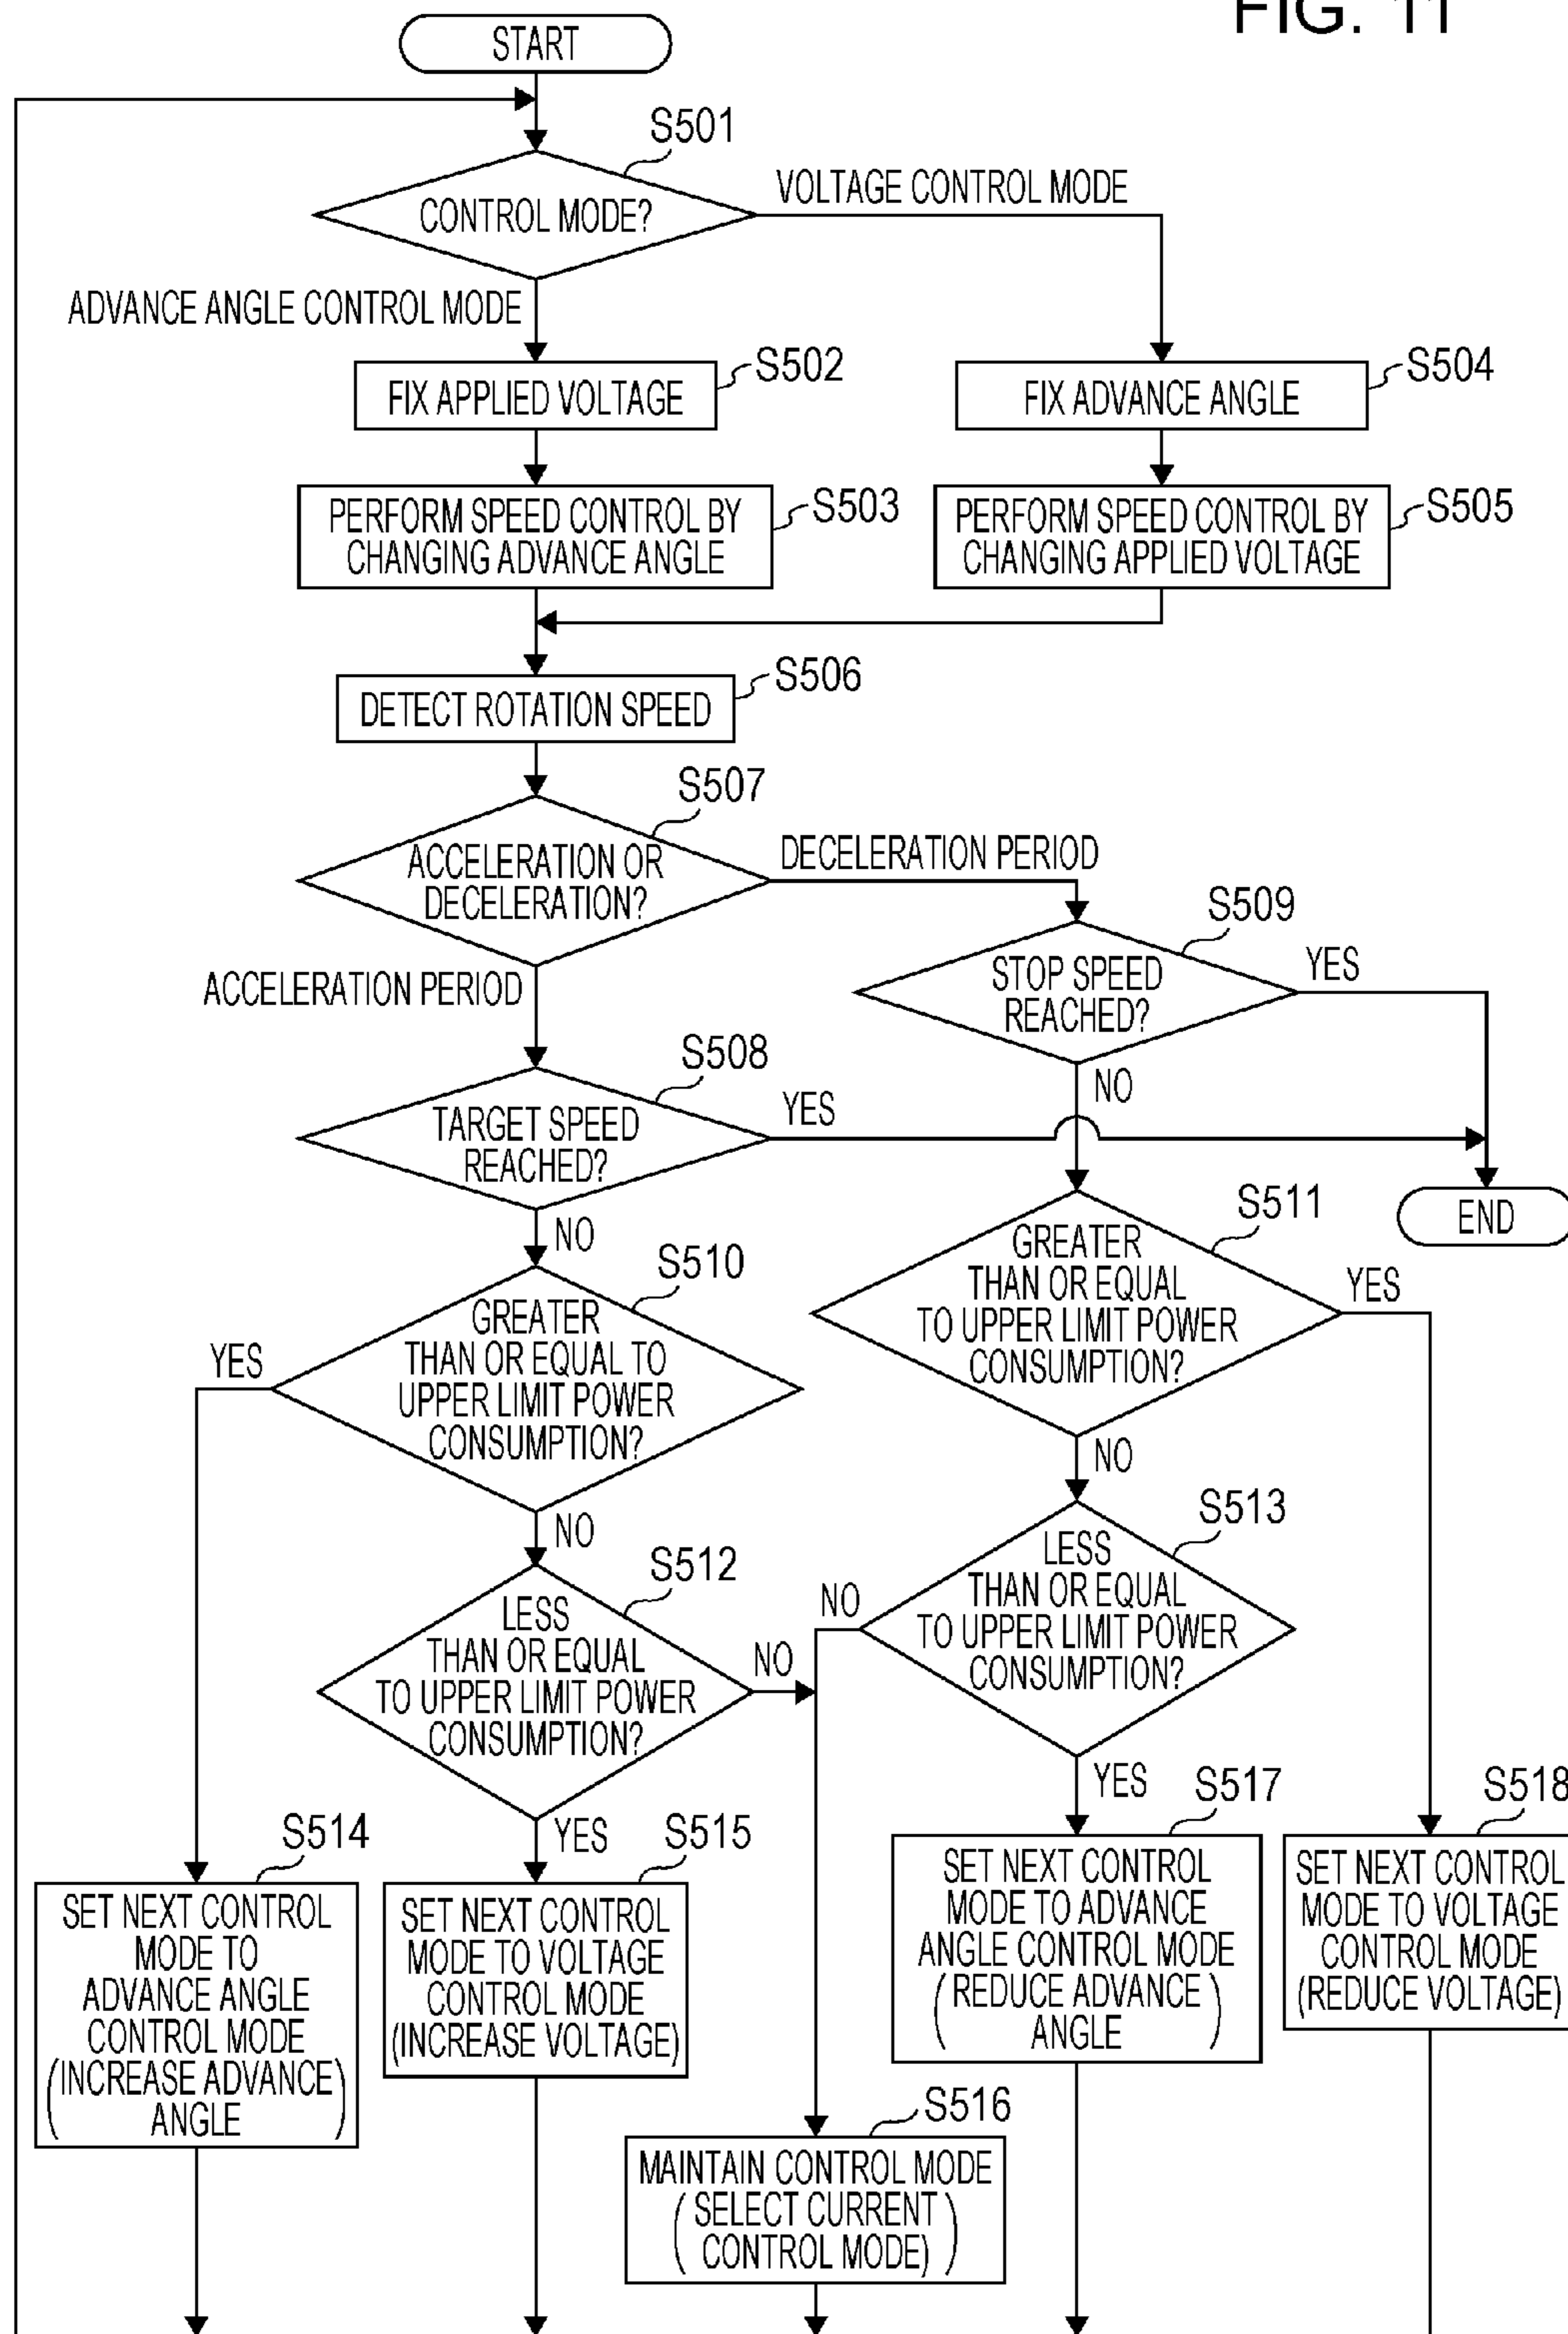 FIG. 11
START
S501
CONTROL MODE?
VOLTAGE CONTROL MODE
ADVANCE ANGLE CONTROL MODE
S502
FIX APPLIED VOLTAGE
S504
FIX ADVANCE ANGLE
S503
PERFORM SPEED CONTROL BY
CHANGING ADVANCE ANGLE
S505
PERFORM SPEED CONTROL BY
CHANGING APPLIED VOLTAGE
S506
DETECT ROTATION SPEED
S507
ACCELERATION OR
DECELERATION?
DECELERATION PERIOD
ACCELERATION PERIOD
S509
STOP SPEED
REACHED?
YES
NO
S508
TARGET SPEED
REACHED?
YES
NO
END
S511
GREATER
THAN OR EQUAL
TO UPPER LIMIT POWER
CONSUMPTION?
YES
NO
S510
GREATER
THAN OR EQUAL TO
UPPER LIMIT POWER
CONSUMPTION?
YES
NO
S513
LESS
THAN OR EQUAL
TO UPPER LIMIT POWER
CONSUMPTION?
NO
YES
S512
LESS
THAN OR EQUAL
TO UPPER LIMIT POWER
CONSUMPTION?
NO
YES
S514
SET NEXT CONTROL
MODE TO
ADVANCE ANGLE
CONTROL MODE
(INCREASE ADVANCE
ANGLE)
S515
SET NEXT CONTROL
MODE TO VOLTAGE
CONTROL MODE
(INCREASE VOLTAGE)
S517
SET NEXT CONTROL
MODE TO ADVANCE
ANGLE CONTROL MODE
(REDUCE ADVANCE
ANGLE)
S518
SET NEXT CONTROL
MODE TO VOLTAGE
CONTROL MODE
(REDUCE VOLTAGE)
S516
MAINTAIN CONTROL MODE
(SELECT CURRENT
CONTROL MODE))